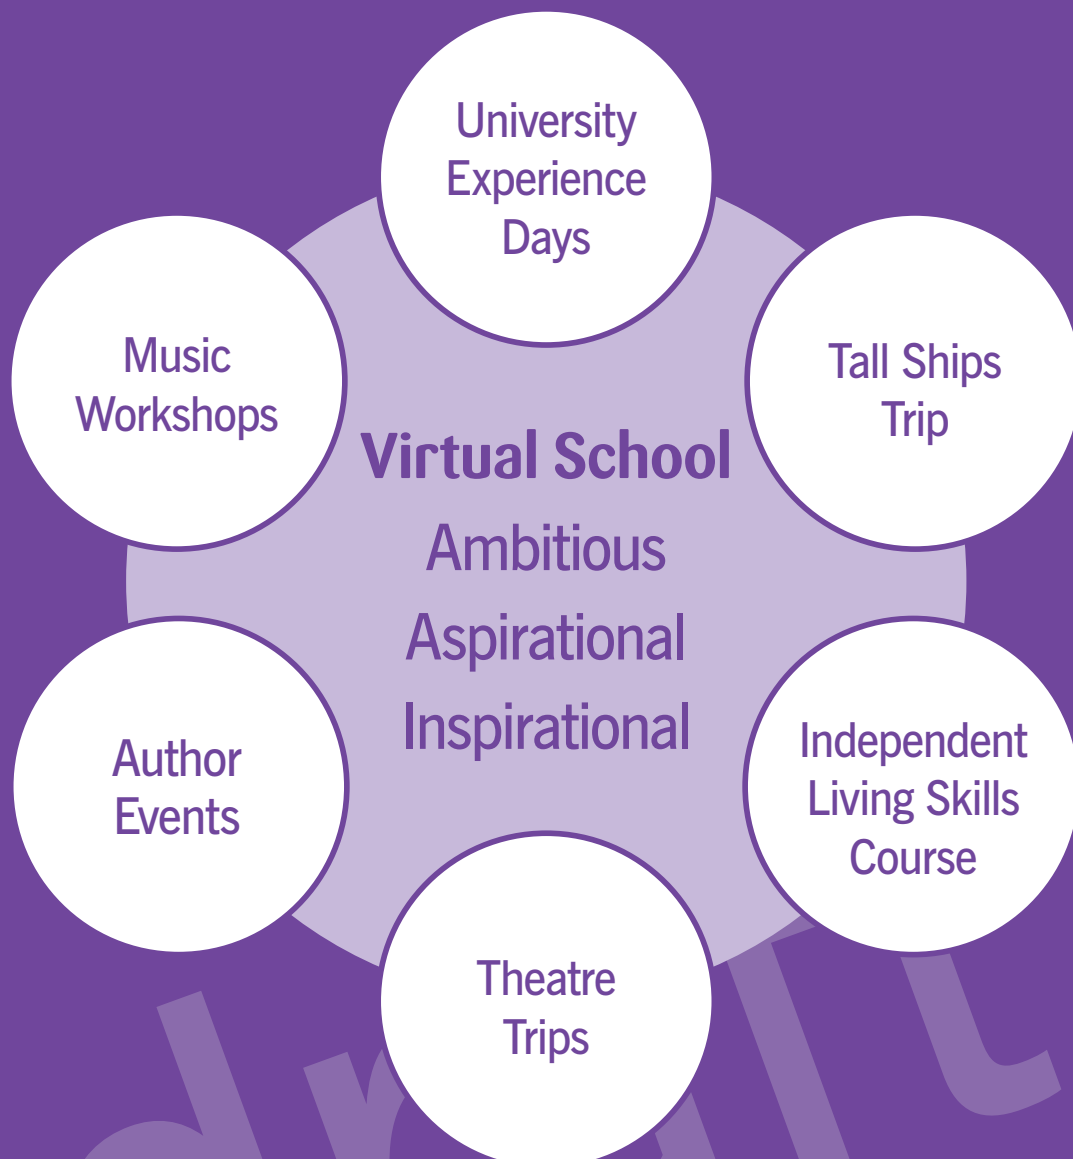 University
Experience
Days
Music
Workshops
Tall Ships
Trip
Virtual School
Ambitious
Aspirational
Inspirational
Author
Events
Independent
Living Skills
Course
Theatre
Trips
draft